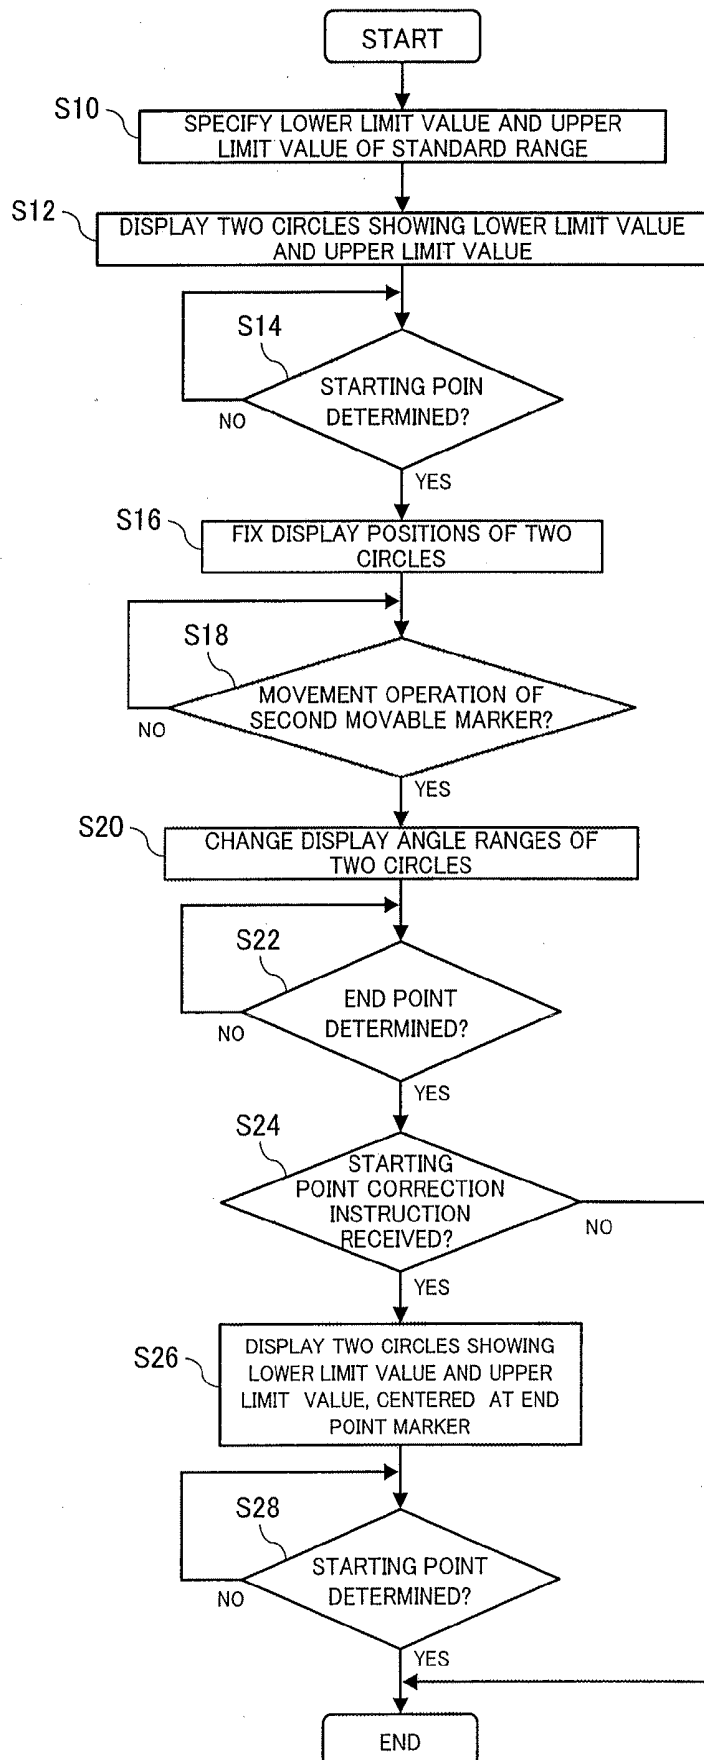 START
S10
SPECIFY LOWER LIMIT VALUE AND UPPER
LIMIT VALUE OF STANDARD RANGE
S12
DISPLAY TWO CIRCLES SHOWING LOWER LIMIT VALUE
AND UPPER LIMIT VALUE
S14
STARTING POIN
DETERMINED?
NO
YES
S16
FIX DISPLAY POSITIONS OF TWO
CIRCLES
S18
MOVEMENT OPERATION OF
SECOND MOVABLE MARKER?
NO
YES
S20
CHANGE DISPLAY ANGLE RANGES OF
TWO CIRCLES
S22
END POINT
DETERMINED?
NO
YES
S24
STARTING
POINT CORRECTION
INSTRUCTION
RECEIVED?
NO
YES
S26
DISPLAY TWO CIRCLES SHOWING
LOWER LIMIT VALUE AND UPPER
LIMIT VALUE, CENTERED AT END
POINT MARKER
S28
STARTING POINT
DETERMINED?
NO
YES
END